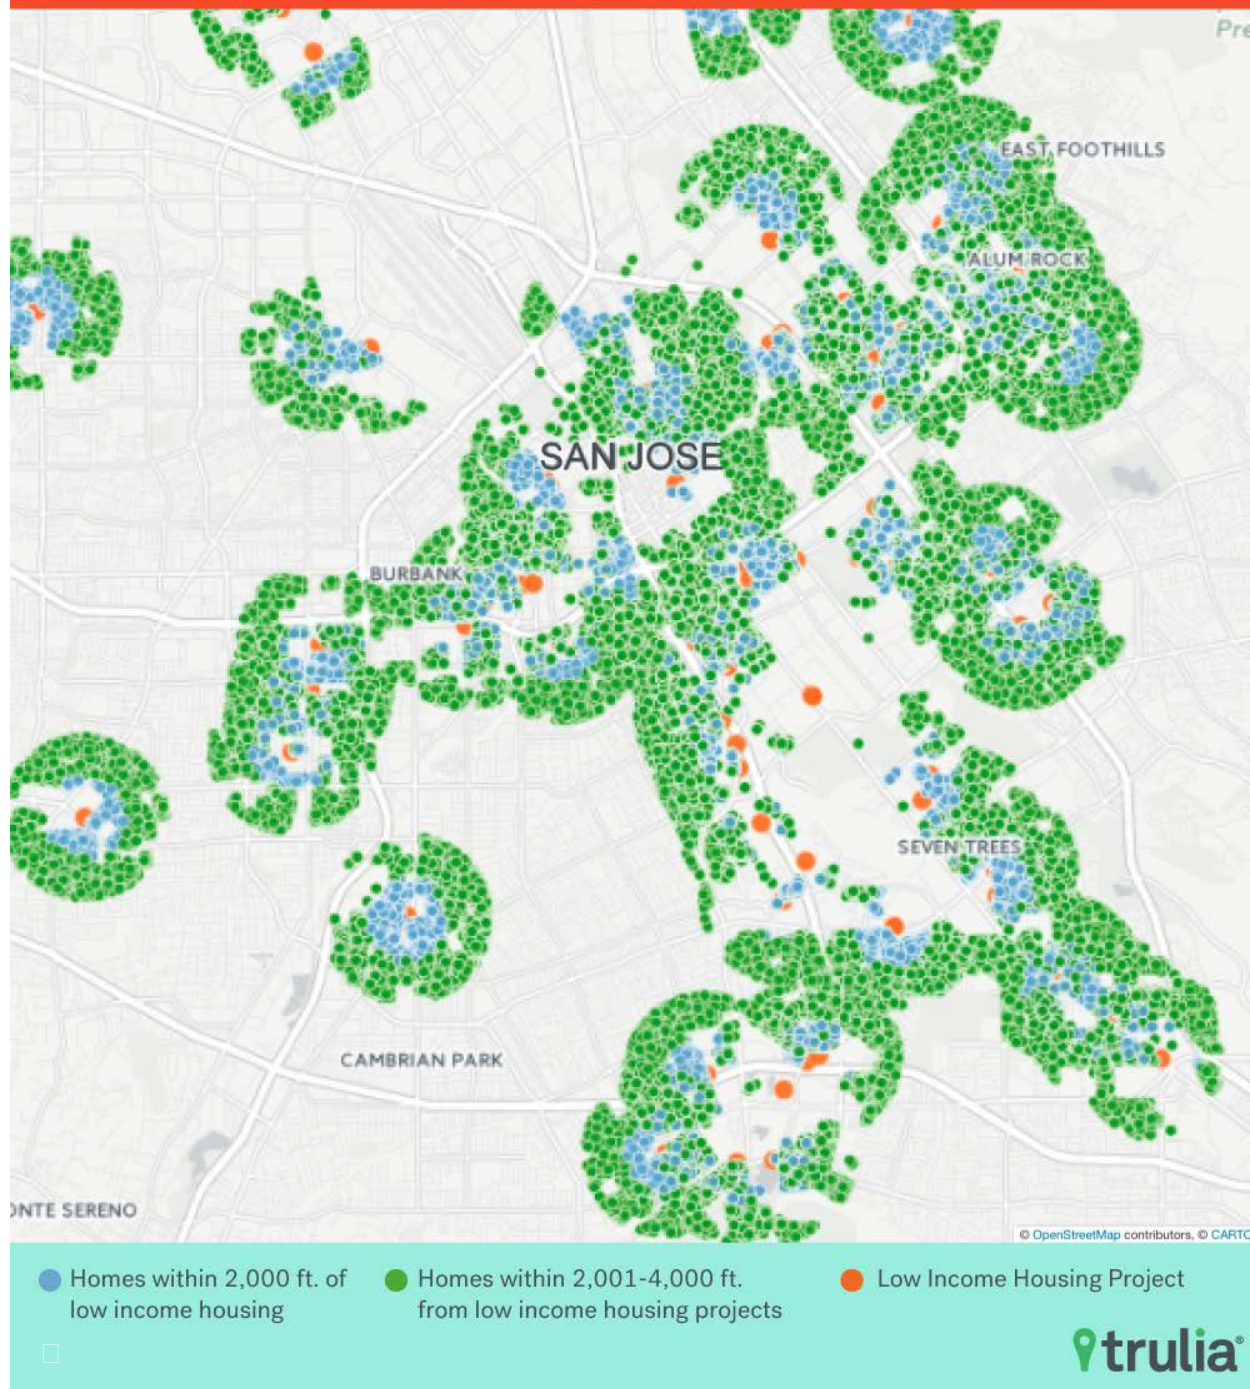 Pre
EAST FOOTHILLS
ALUM ROCK
SAN JOSE
BURBANK
SEVEN TREES
CAMBRIAN PARK
ONTE SERENO
© OpenStreetMap contributors, © CARTO
Homes within 2,000 ft. of
low income housing
Homes within 2,001-4,000 ft.
from low income housing projects
Low Income Housing Project
trulia®